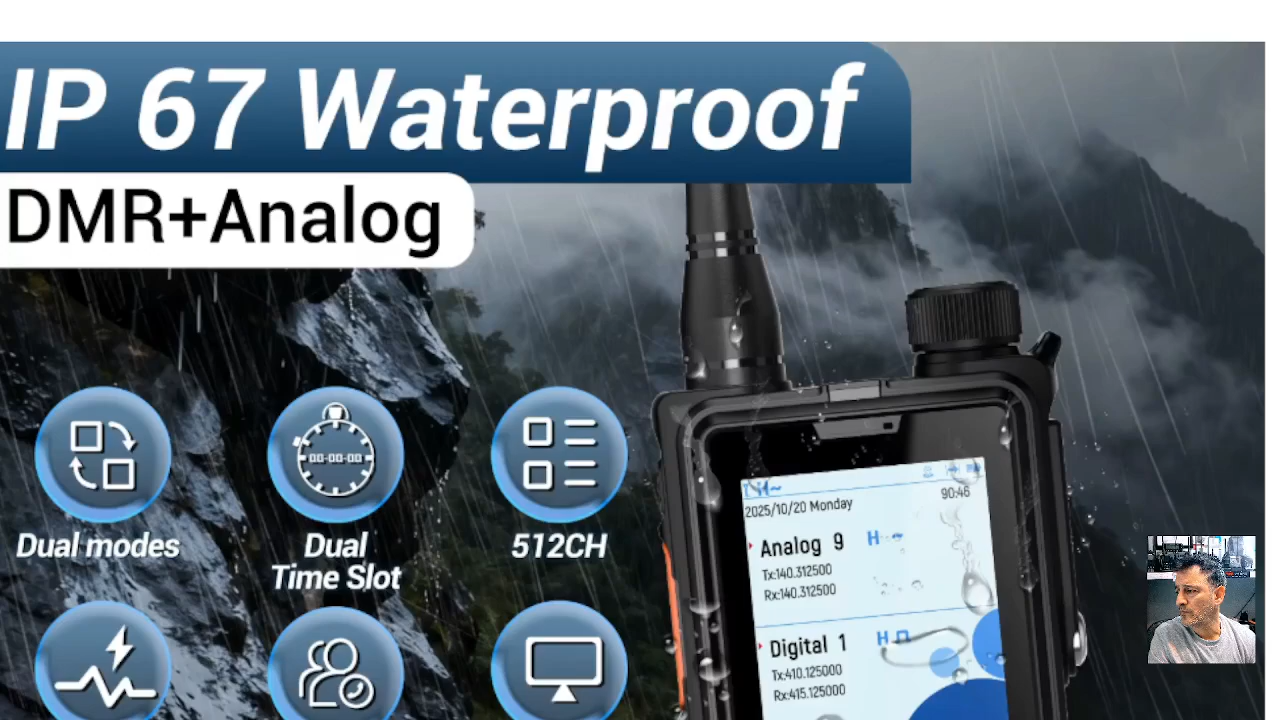 IP 67 Waterproof
DMR+Analog
00-00-00
Dual modes
Dual
Time Slot
512CH
90:46
2025/10/20 Monday
Analog 9 H
Tx:140.312500
Rx:140.312500
Digital 1 H
Tx:410.125000
Rx:415.125000